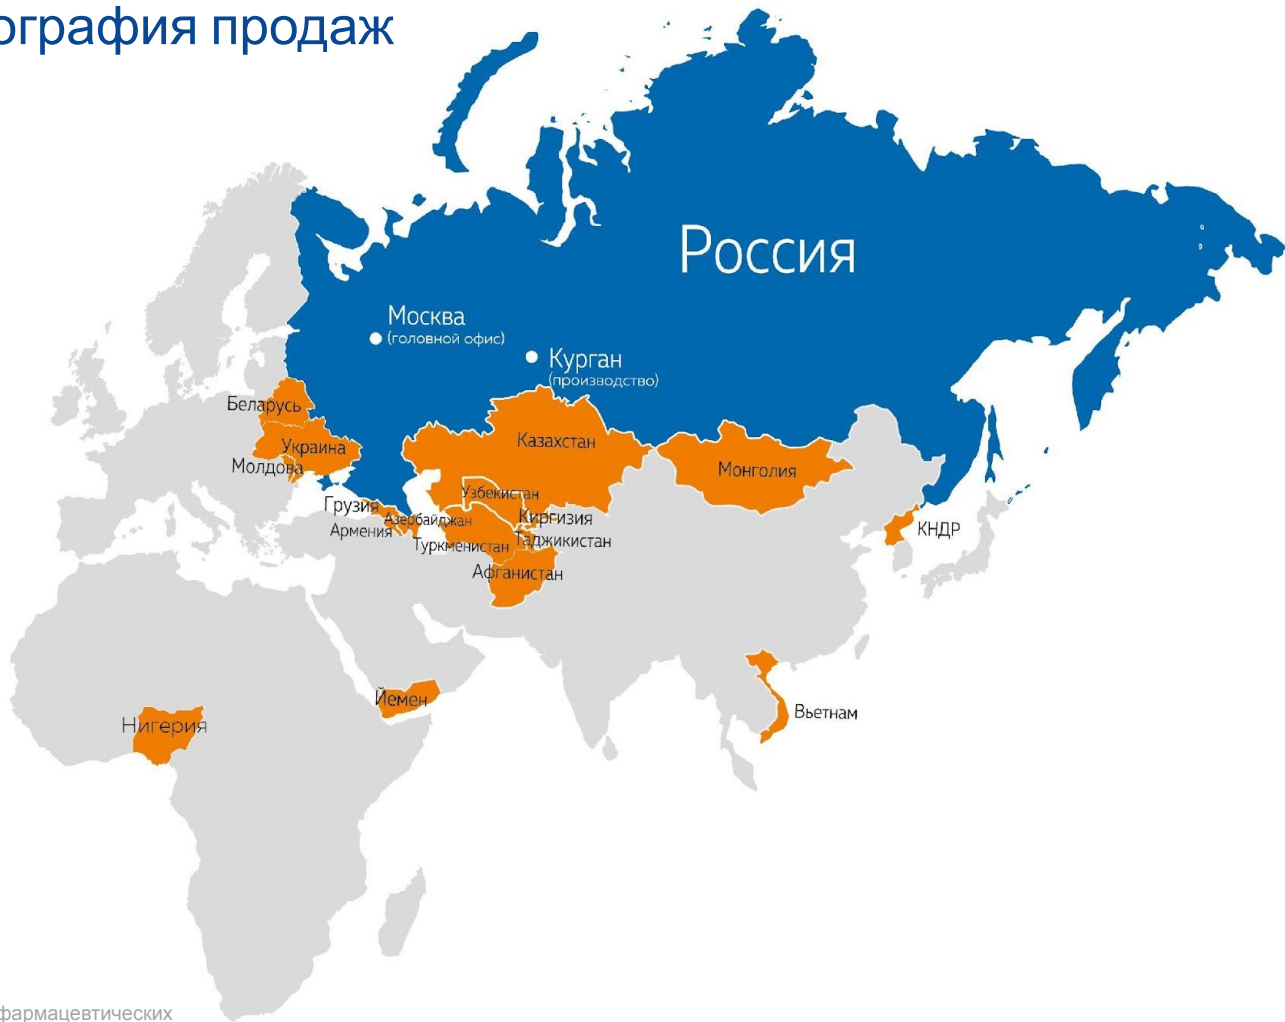 ография продаж
Россия
Москва
(головной офис)
Курган
(производство)
Беларусь
Украина
Молдова
Казахстан
Монголия
Узбекистан
Грузия
Азербайджан
Киргизия
КНДР
Армения
Таджикистан
Туркменистан
Афганистан
Йемен
Вьетнам
Нигерия
фармацевтических